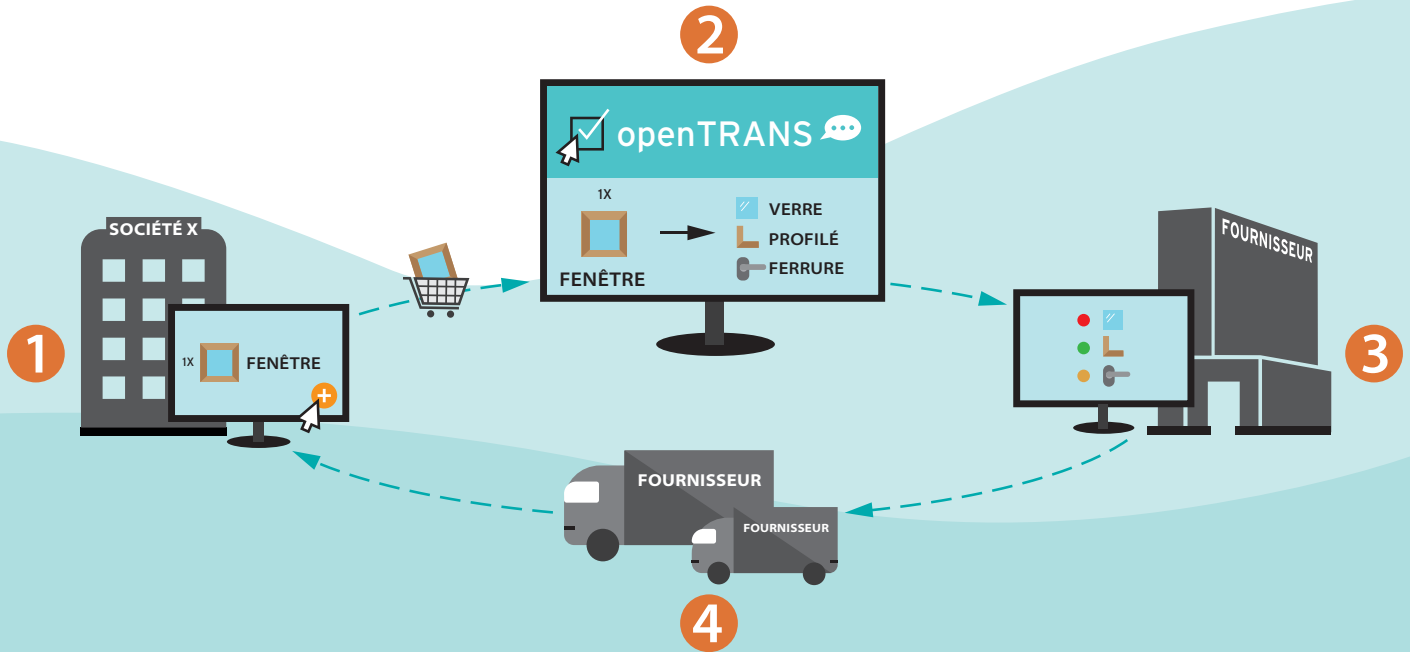 2
openTRANS
1X
FENÊTRE
VERRE
PROFILÉ
FERRURE
SOCIÉTÉ X
1
1X
FENÊTRE
FOURNISSEUR
3
FOURNISSEUR
FOURNISSEUR
4